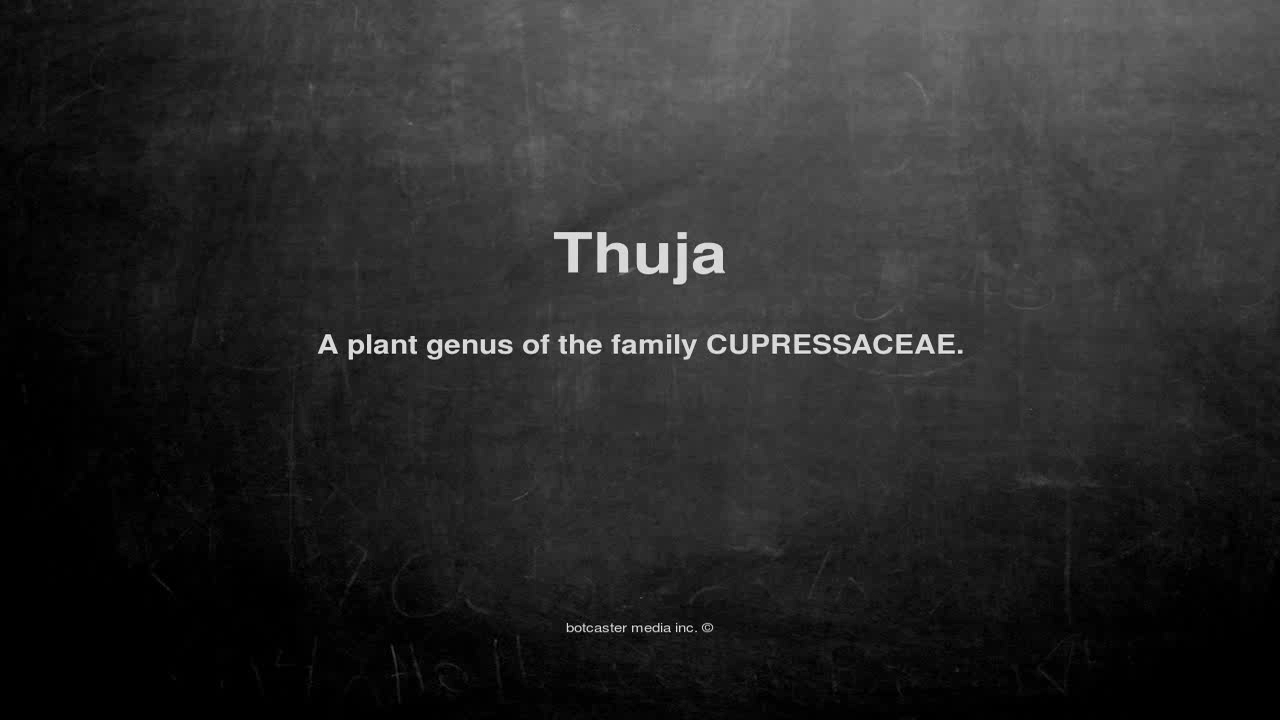 Thuja
A plant genus of the family CUPRESSACEAE.
botcaster media inc. ©